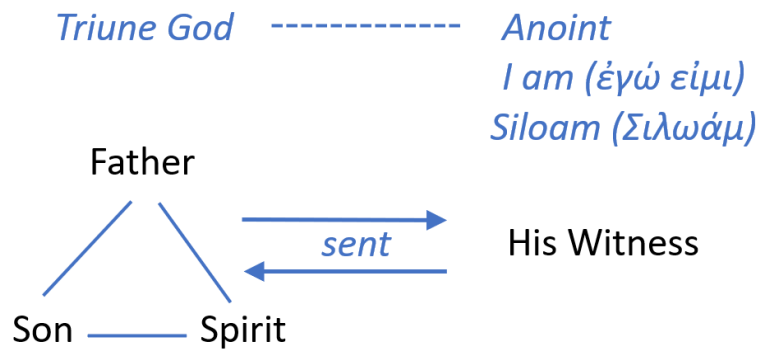 Triune God Anoint
I am (ἐγώ εἰμι)
Siloam (Σιλωάμ)
Father
sent
His Witness
Son Spirit